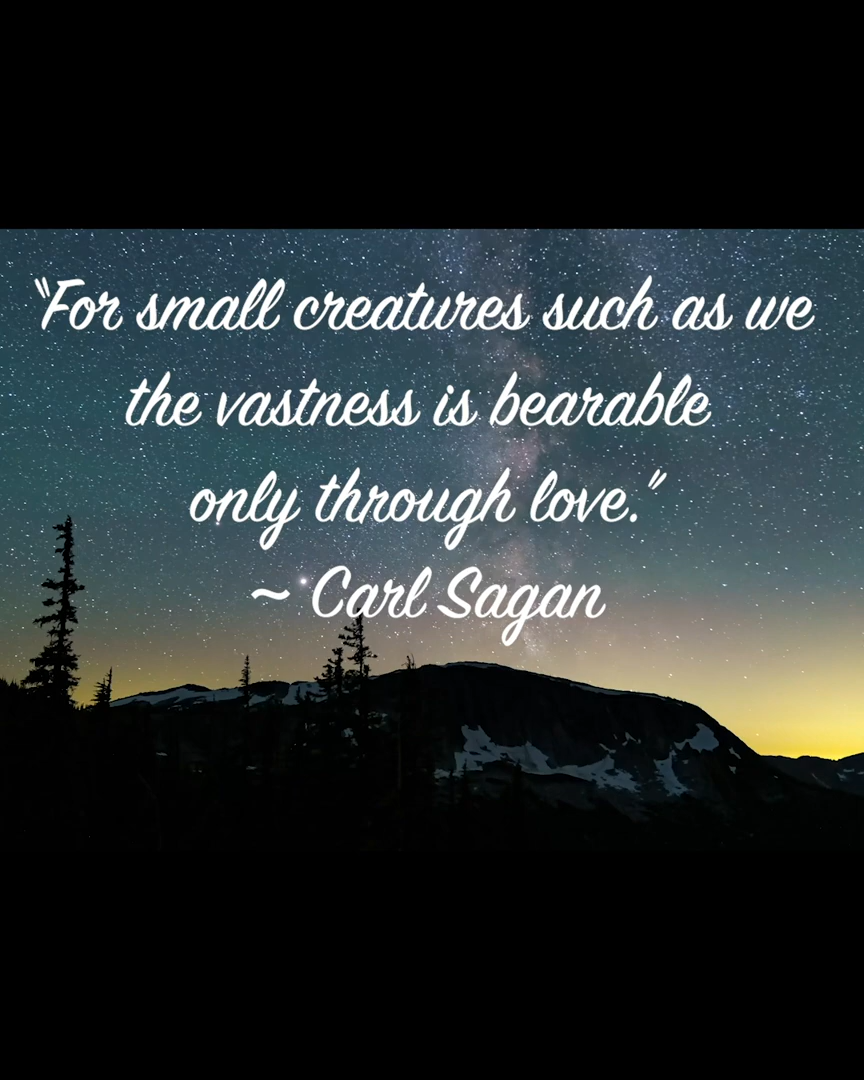 “For small creatures such as we
the vastness is bearable
only through love.”
~ Carl Sagan